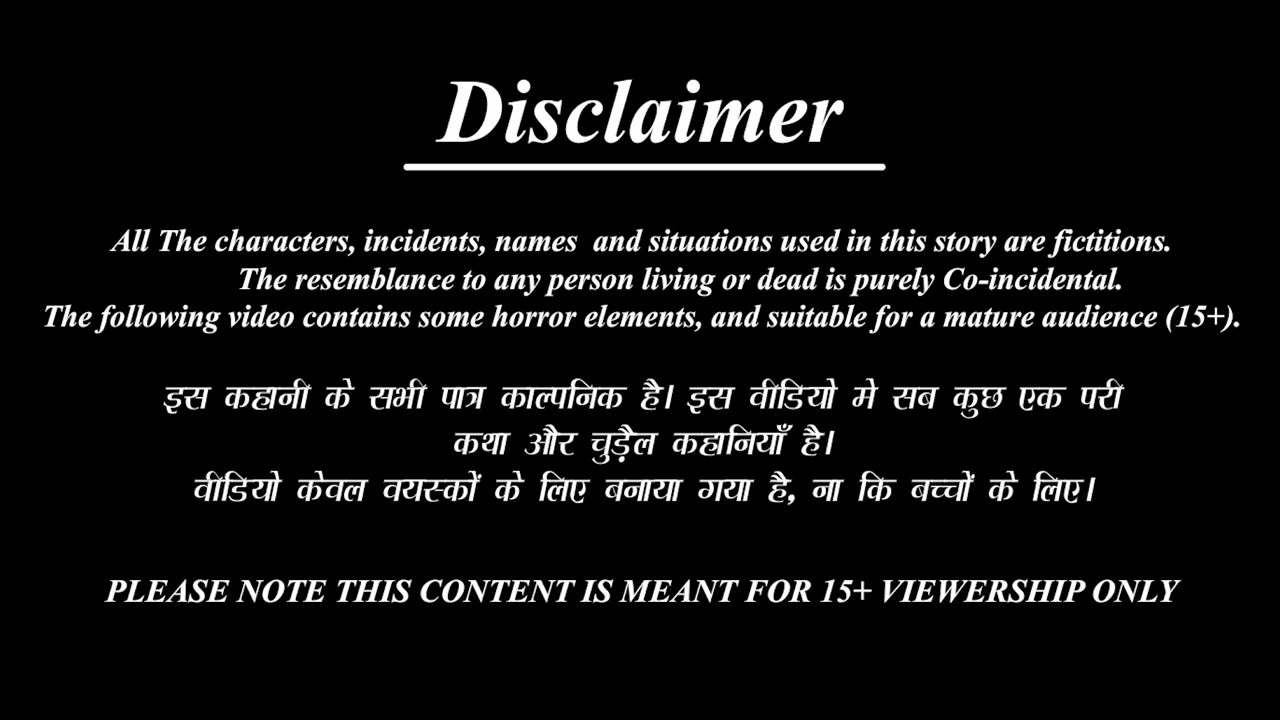 Disclaimer
All The characters, incidents, names and situations used in this story are fictitions.
The resemblance to any person living or dead is purely Co-incidental.
The following video contains some horror elements, and suitable for a mature audience (15+).
इस कहानी के सभी पात्र काल्पनिक है। इस वीडियो मे सब कुछ एक परी
कथा और चुड़ैल कहानियाँ है।
वीडियो केवल वयस्कों के लिए बनाया गया है, ना कि बच्चों के लिए।
PLEASE NOTE THIS CONTENT IS MEANT FOR 15+ VIEWERSHIP ONLY